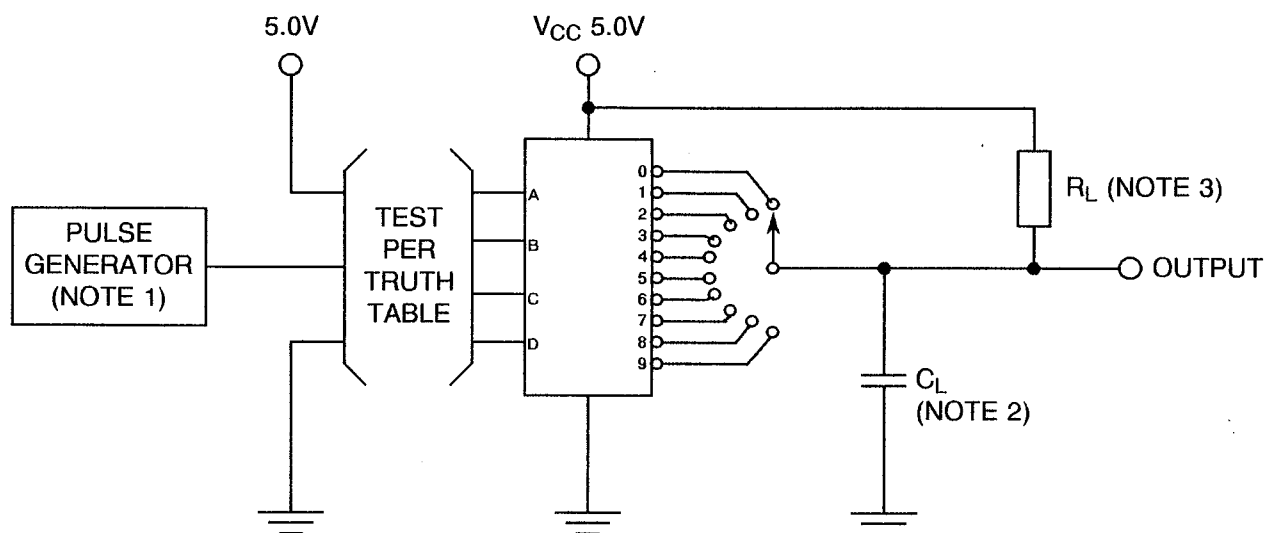 5.0V
VCC 5.0V
PULSE
GENERATOR
(NOTE 1)
TEST
PER
TRUTH
TABLE
A
B
C
D
0
1
2
3
4
5
6
7
8
9
RL (NOTE 3)
OUTPUT
CL
(NOTE 2)